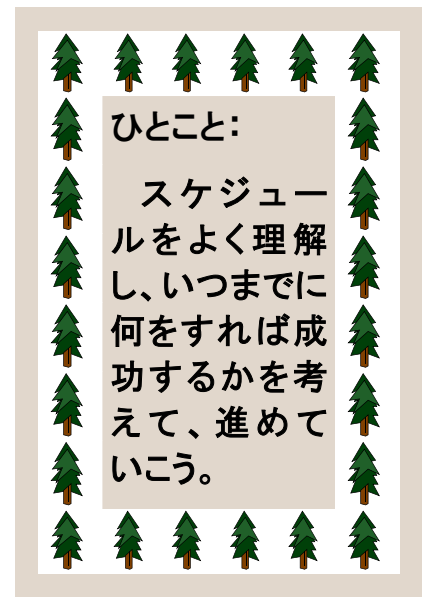 ひとこと:
スケジュー
ルをよく理解
し、いつまでに
何をすれば成
功するかを考
えて、進めて
いこう。